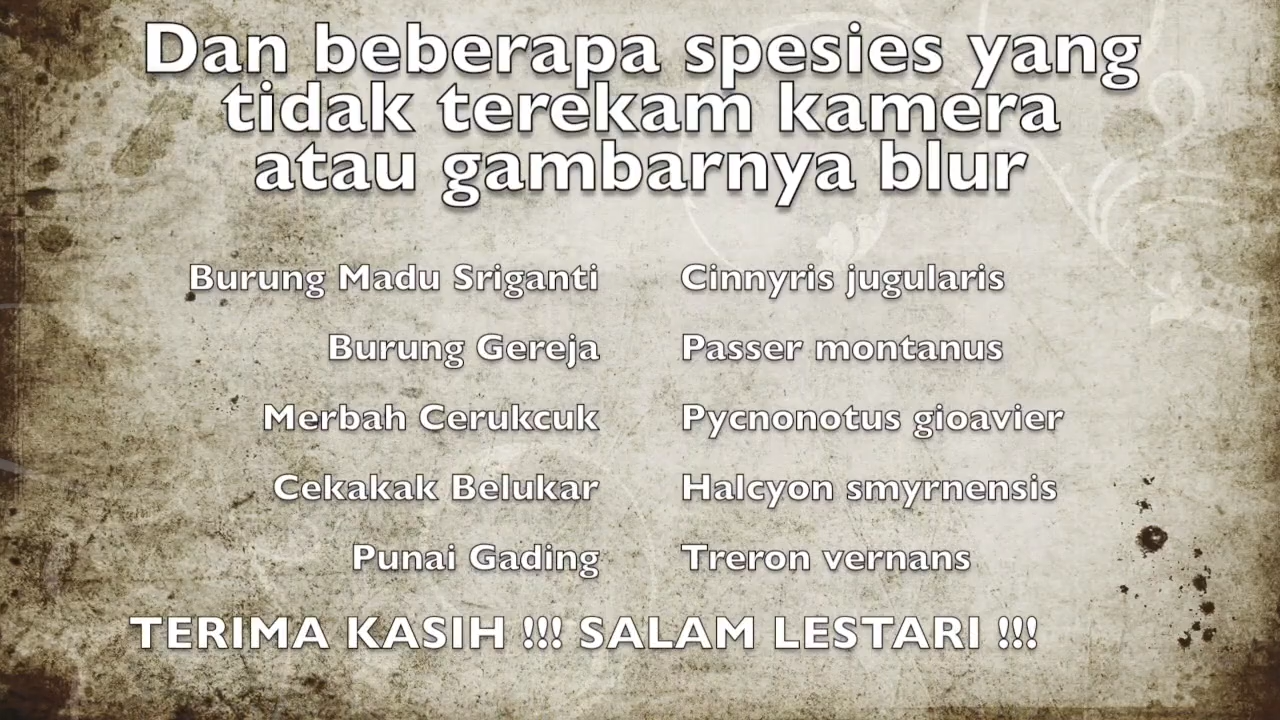 Dan beberapa spesies yang
tidak terekam kamera
atau gambarnya blur
Burung Madu Sriganti Cinnyris jugularis
Burung Gereja Passer montanus
Merbah Cerukcuk Pycnonotus gioavier
Cekakak Belukar Halcyon smyrnensis
Punai Gading Treron vernans
TERIMA KASIH !!! SALAM LESTARI !!!